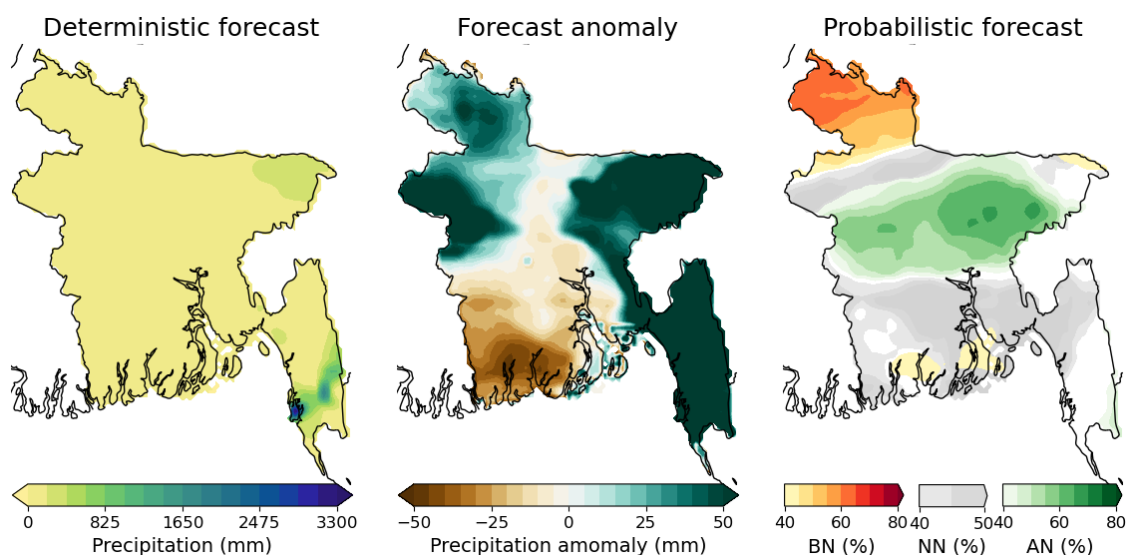 Deterministic forecast
Forecast anomaly
Probabilistic forecast
0 825 1650 2475 3300
Precipitation (mm)
−50 −25 0 25 50
Precipitation amomaly (mm)
40 60 80
BN (%)
40 50
NN (%)
40 60 80
AN (%)